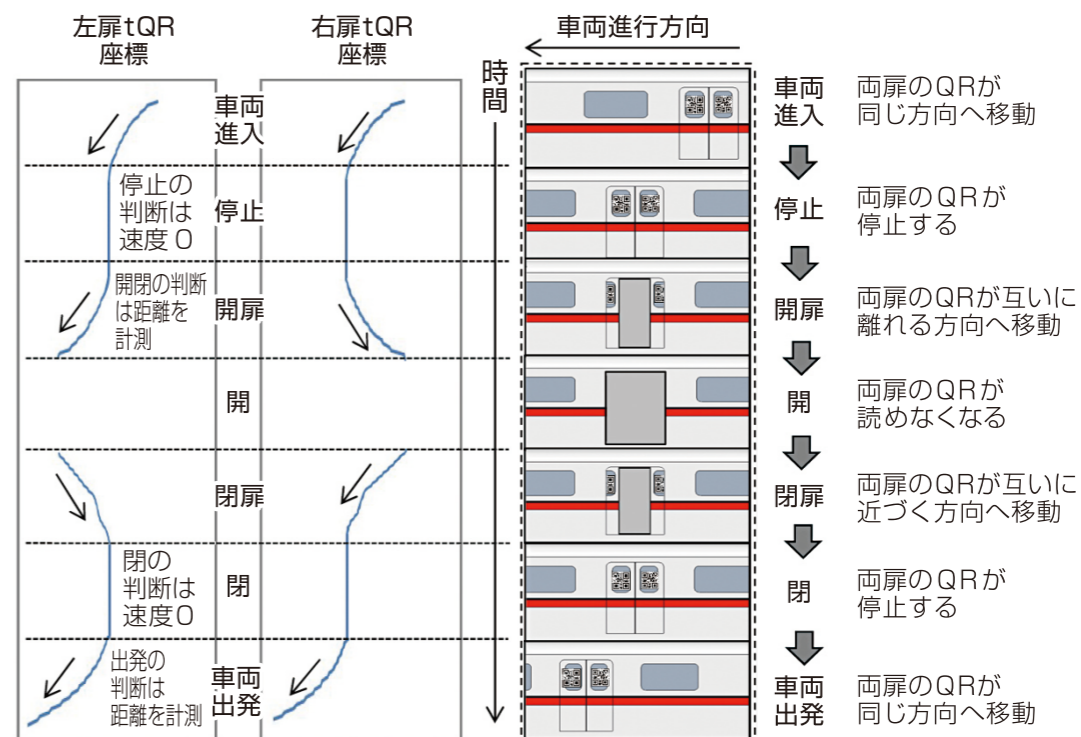 左扉tQR
座標
右扉tQR
座標
車両進行方向
時間
車両
進入
停止の
判断は
速度0
停止
開閉の判断
は距離を
計測
開扉
開
閉扉
閉の
判断は
速度0
閉
出発の
判断は
距離を計測
車両
出発
車両
進入
両扉のQRが
同じ方向へ移動
停止
両扉のQRが
停止する
開扉
両扉のQRが互いに
離れる方向へ移動
開
両扉のQRが
読めなくなる
閉扉
両扉のQRが互いに
近づく方向へ移動
閉
両扉のQRが
停止する
車両
出発
両扉のQRが
同じ方向へ移動